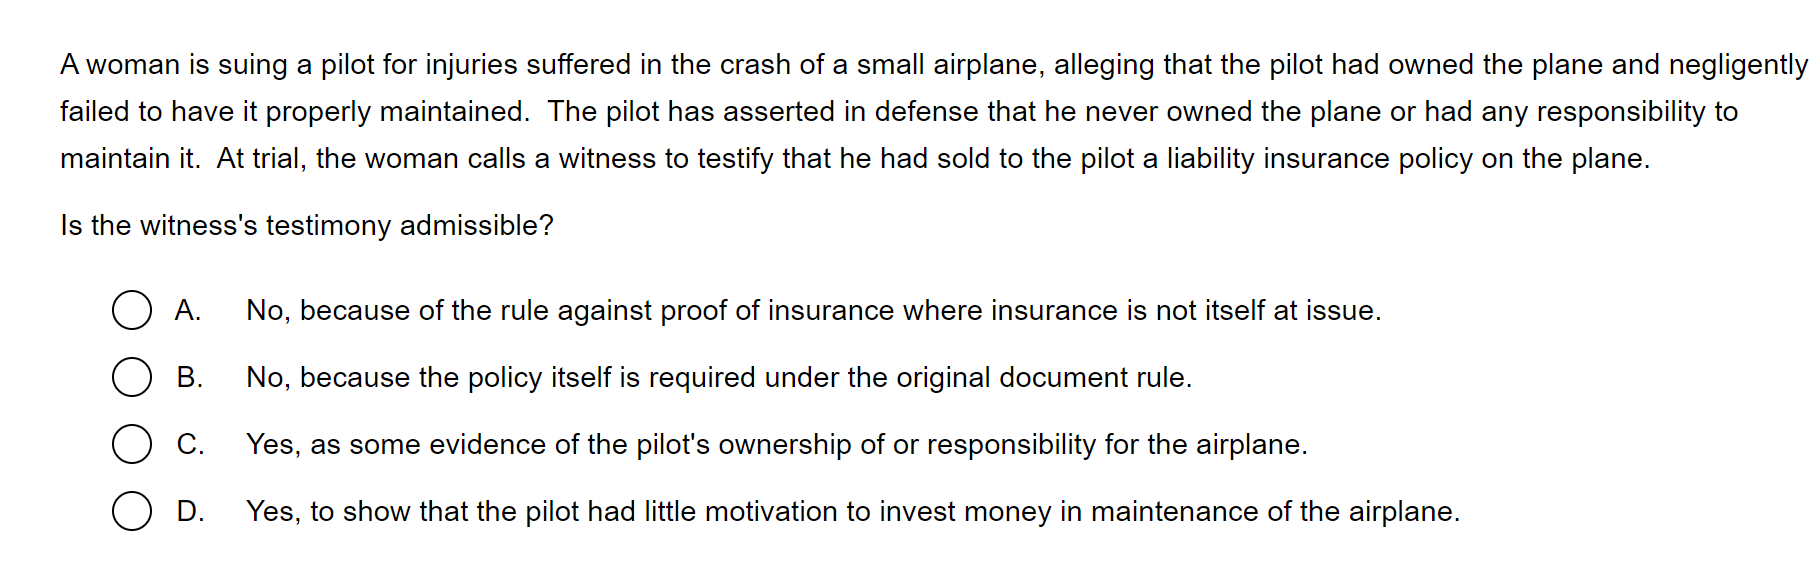 A woman is suing a pilot for injuries suffered in the crash of a small airplane, alleging that the pilot had owned the plane and negligently
failed to have it properly maintained.  The pilot has asserted in defense that he never owned the plane or had any responsibility to
maintain it.  At trial, the woman calls a witness to testify that he had sold to the pilot a liability insurance policy on the plane.
Is the witness's testimony admissible?
A. No, because of the rule against proof of insurance where insurance is not itself at issue.
B. No, because the policy itself is required under the original document rule.
C. Yes, as some evidence of the pilot's ownership of or responsibility for the airplane.
D. Yes, to show that the pilot had little motivation to invest money in maintenance of the airplane.